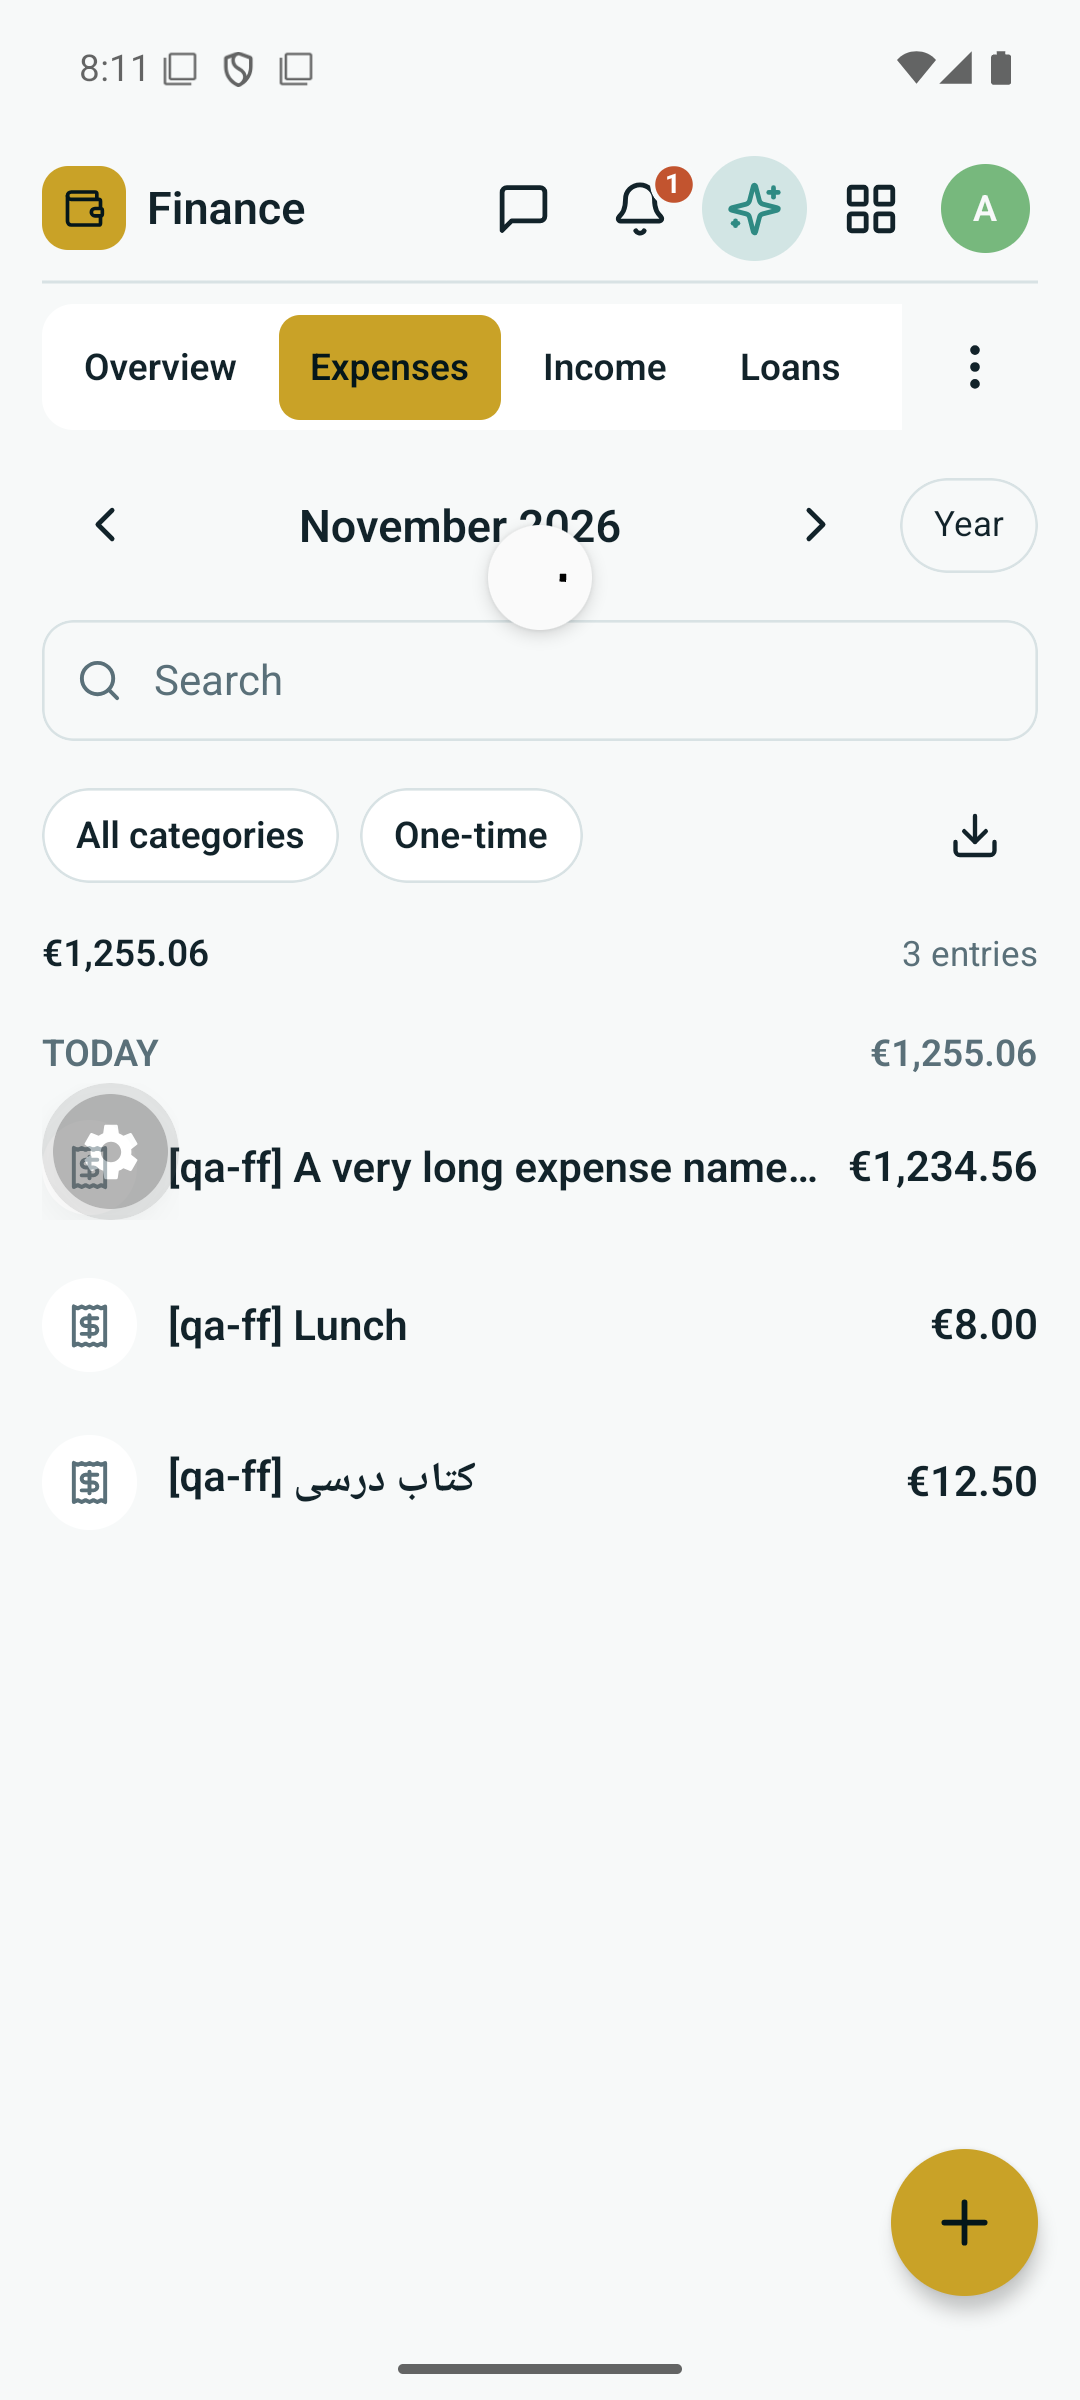 8:11
Finance
1
A
Overview Expenses Income Loans
November 2026
Year
Search
All categories One-time
€1,255.06 3 entries
TODAY €1,255.06
[qa-ff] A very long expense name... €1,234.56
[qa-ff] Lunch €8.00
[qa-ff] کتاب درسی €12.50